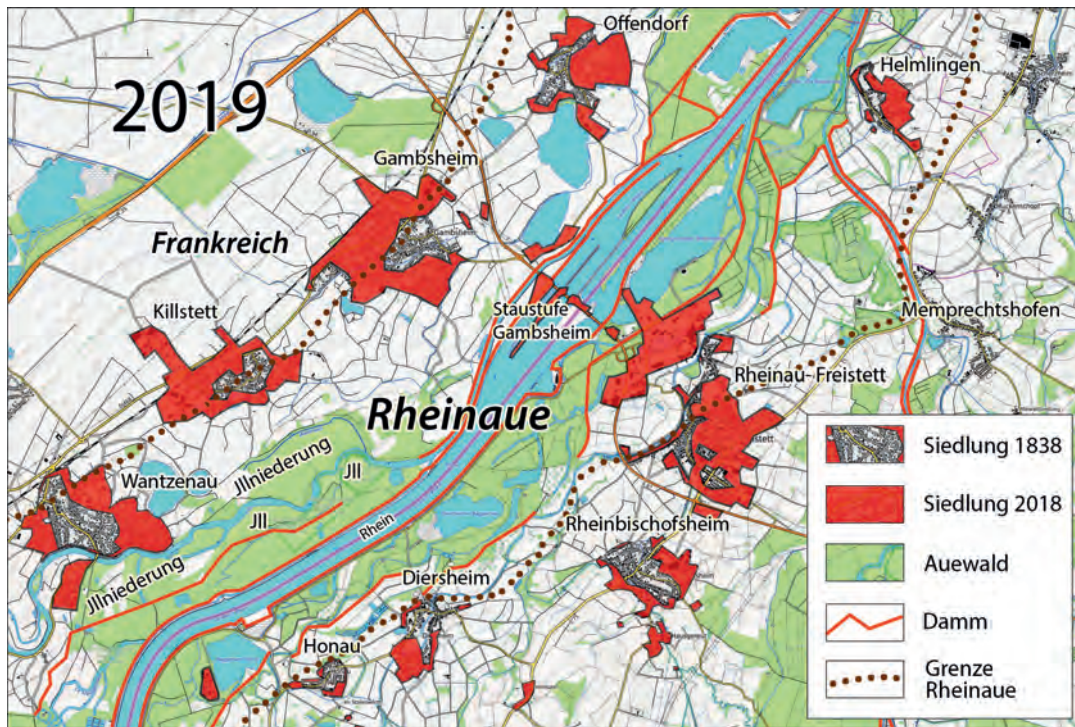 2019
Offendorf
Helmlingen
Gambsheim
Gambsheim
Frankreich
Killstett
Staustufe
Gambsheim
Memprechtshofen
Rheinau-Freistett
Rheinaue
Wantzenau
Jllniederung
Jll
Jll
Jllniederung
Rhein
Rheinbischofsheim
Diersheim
Honau
Siedlung 1838
Siedlung 2018
Auewald
Damm
Grenze
Rheinaue